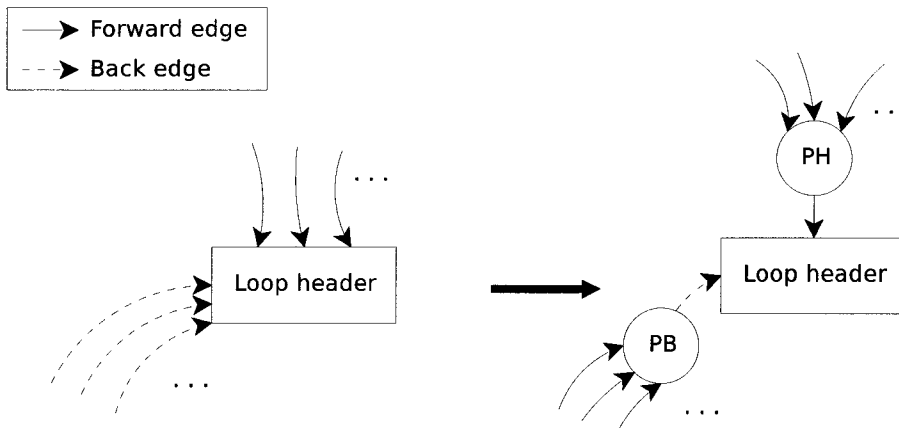 Forward edge
Back edge
. . .
PH
. . .
Loop header
Loop header
PB
. . .
. . .